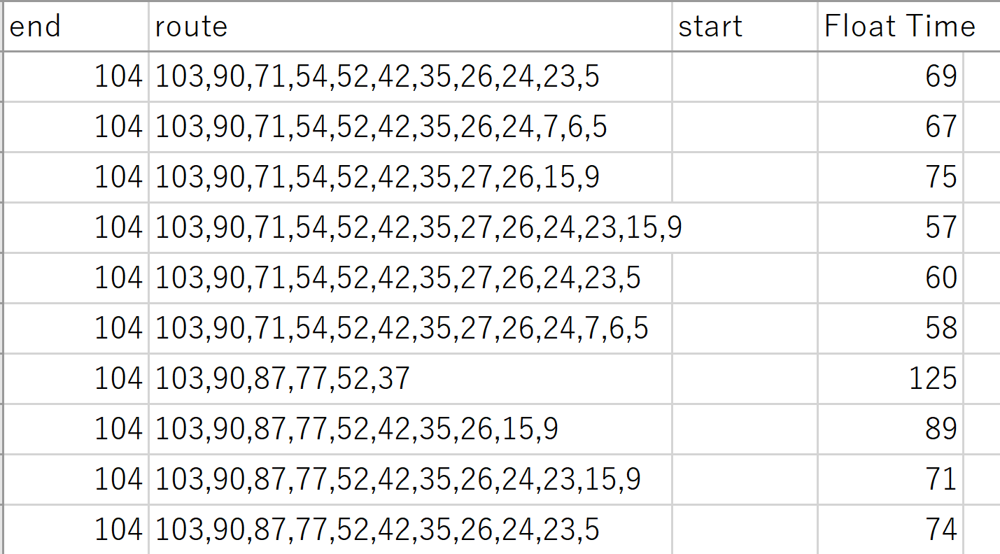 end route start Float Time
104 103,90,71,54,52,42,35,26,24,23,5 69
104 103,90,71,54,52,42,35,26,24,7,6,5 67
104 103,90,71,54,52,42,35,27,26,15,9 75
104 103,90,71,54,52,42,35,27,26,24,23,15,9 57
104 103,90,71,54,52,42,35,27,26,24,23,5 60
104 103,90,71,54,52,42,35,27,26,24,7,6,5 58
104 103,90,87,77,52,37 125
104 103,90,87,77,52,42,35,26,15,9 89
104 103,90,87,77,52,42,35,26,24,23,15,9 71
104 103,90,87,77,52,42,35,26,24,23,5 74